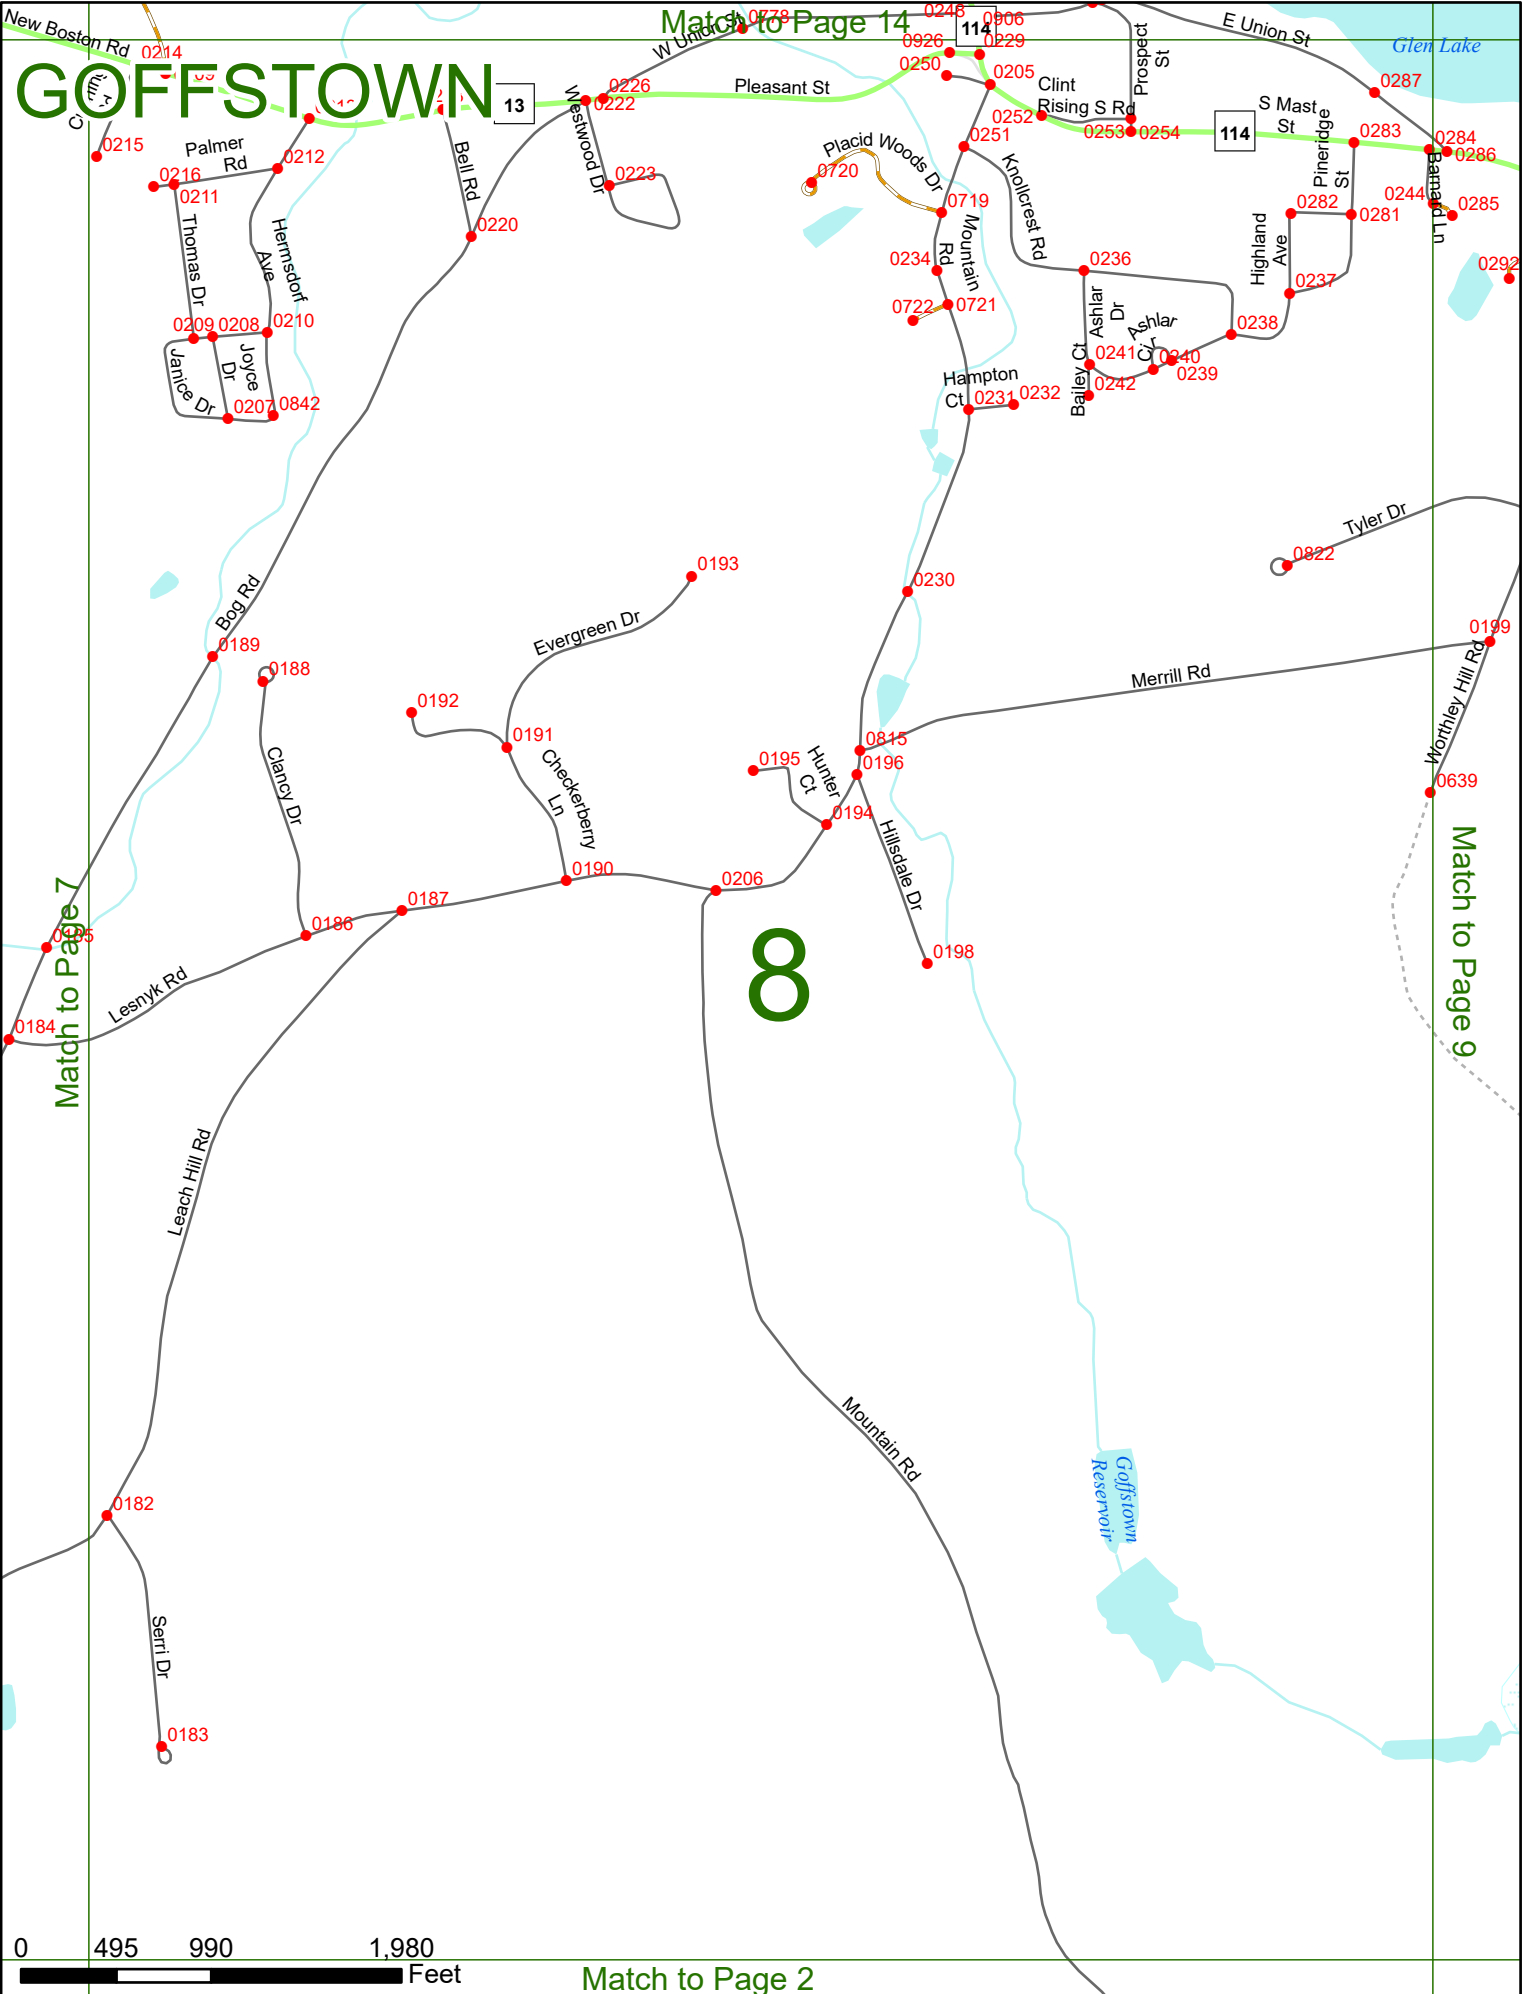 Match to Page 14
GOFFSTOWN
New Boston Rd
0214
W Union St
0778
0248
0906
114
0926
0229
0250
0205
Prospect
St
E Union St
Glen Lake
0287
13
0226
0222
Pleasant St
Clint
Rising S Rd
0252
0253
0254
114
S Mast
St
Pineridge
St
0283
0284
0286
0215
Palmer
Rd
0212
0216
0211
Bell Rd
Westwood Dr
0223
0220
Placid Woods Dr
0720
0719
0251
Knollcrest Rd
0244
Barnard Ln
0285
0282
0281
Highland
Ave
0292
0237
Thomas Dr
Hermsdorf
Ave
0234
Mountain
Rd
0236
0722
0721
Ashlar
Dr
Ashlar
Cir
0238
0209
0208
0210
Janice Dr
Joyce
Dr
0207
0842
0241
0240
0239
Bailey Ct
0242
Hampton
Ct
0231
0232
Tyler Dr
0822
0193
0230
Bog Rd
0189
0188
Evergreen Dr
0199
Merrill Rd
Worthley Hill Rd
0192
0191
0815
0196
0195
Hunter
Ct
0639
Clancy Dr
Checkerberry
Ln
0194
Hillsdale Dr
0190
0206
0187
0186
0185
Match to Page 7
Match to Page 9
8
0198
Lesnyk Rd
0184
Leach Hill Rd
Mountain Rd
Goffstown
Reservoir
0182
Serri Dr
0183
0
495
990
1,980
Feet
Match to Page 2